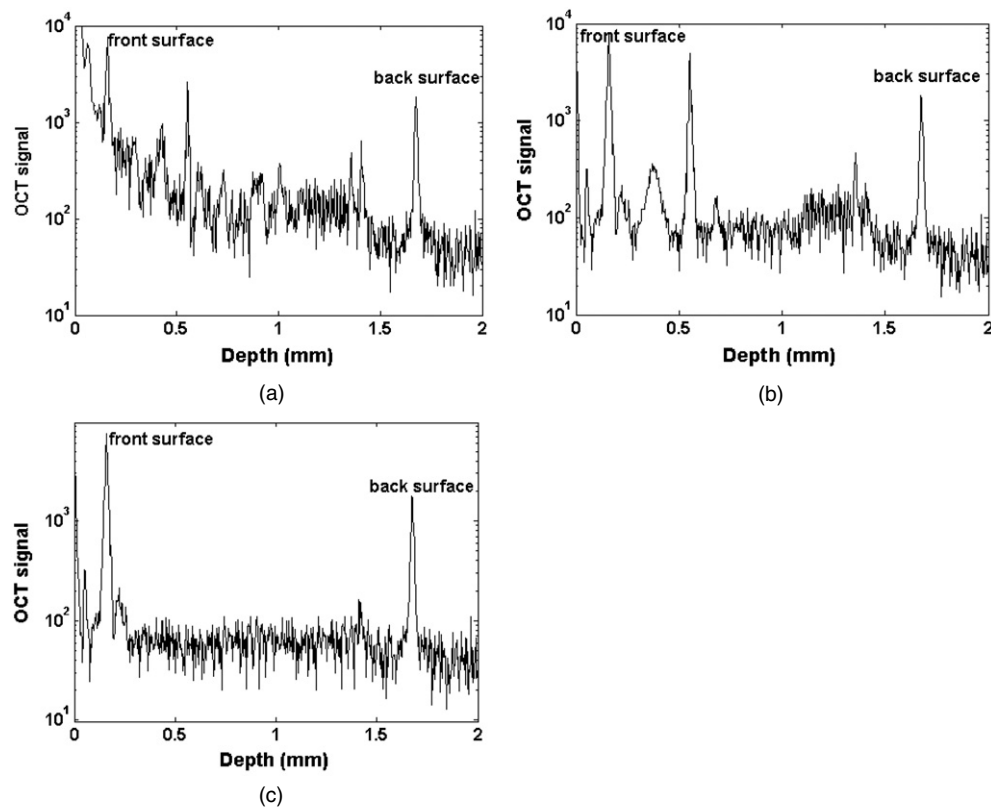 10^4
front surface
back surface
10^3
OCT signal
10^2
10^1
0 0.5 1 1.5 2
Depth (mm)
(a)
10^4
front surface
back surface
10^3
OCT signal
10^2
10^1
0 0.5 1 1.5 2
Depth (mm)
(b)
front surface
back surface
10^3
OCT signal
10^2
10^1
0 0.5 1 1.5 2
Depth (mm)
(c)